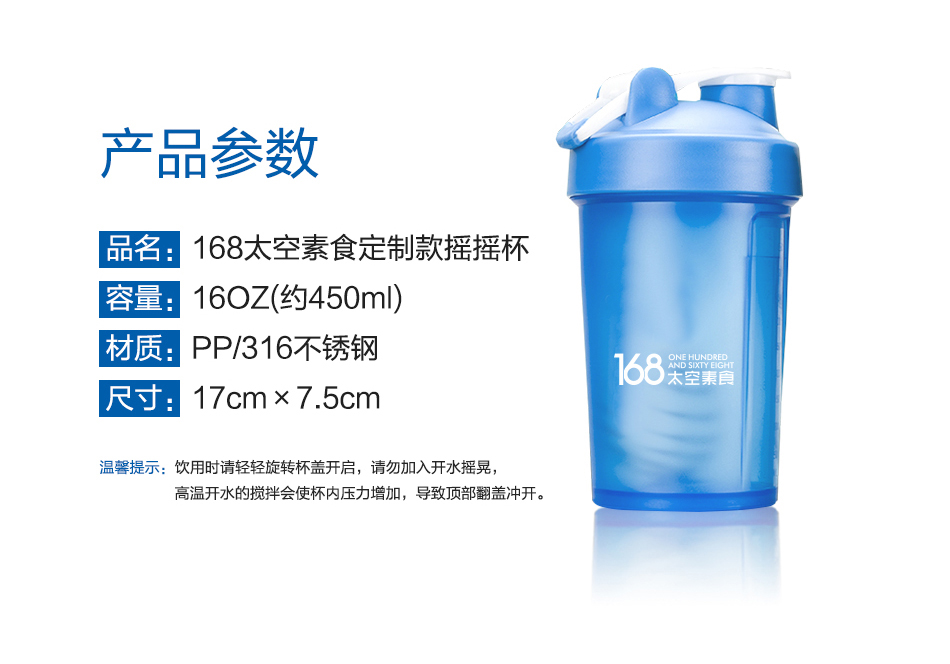 产品参数
品名：168太空素食定制款摇摇杯
容量：16OZ(约450ml)
材质：PP/316不锈钢
尺寸：17cm×7.5cm
温馨提示：饮用时请轻轻旋转杯盖开启，请勿加入开水摇晃，
高温开水的搅拌会使杯内压力增加，导致顶部翻盖冲开。
168 ONE HUNDRED
AND SIXTY EIGHT
太空素食